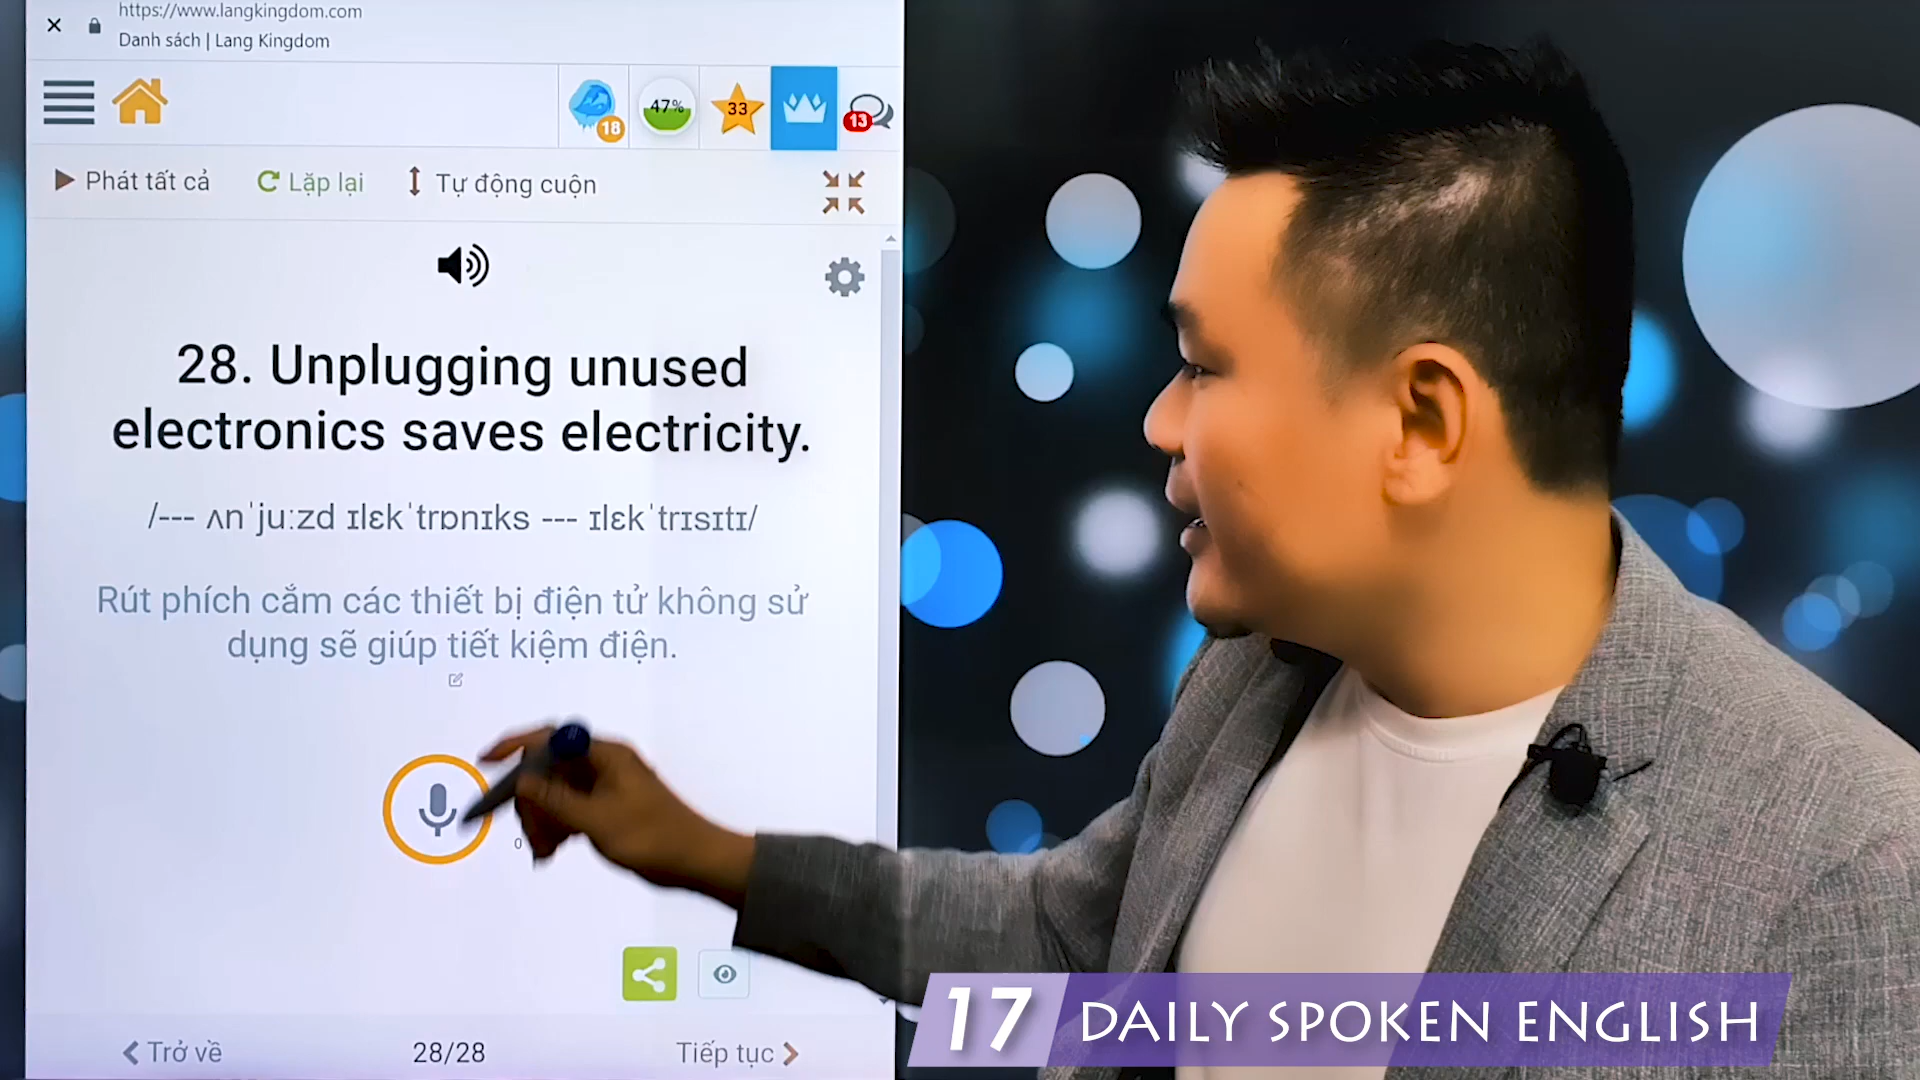 https://www.langkingdom.com
Danh sách | Lang Kingdom
18
47%
33
13
Phát tất cả
Lặp lại
Tự động cuộn
28. Unplugging unused
electronics saves electricity.
/--- ʌnˈjuːzd ɪlɛkˈtrɒnɪks --- ɪlɛkˈtrɪsɪtɪ/
Rút phích cắm các thiết bị điện tử không sử
dụng sẽ giúp tiết kiệm điện.
0
Trở về
28/28
Tiếp tục
17 DAILY SPOKEN ENGLISH